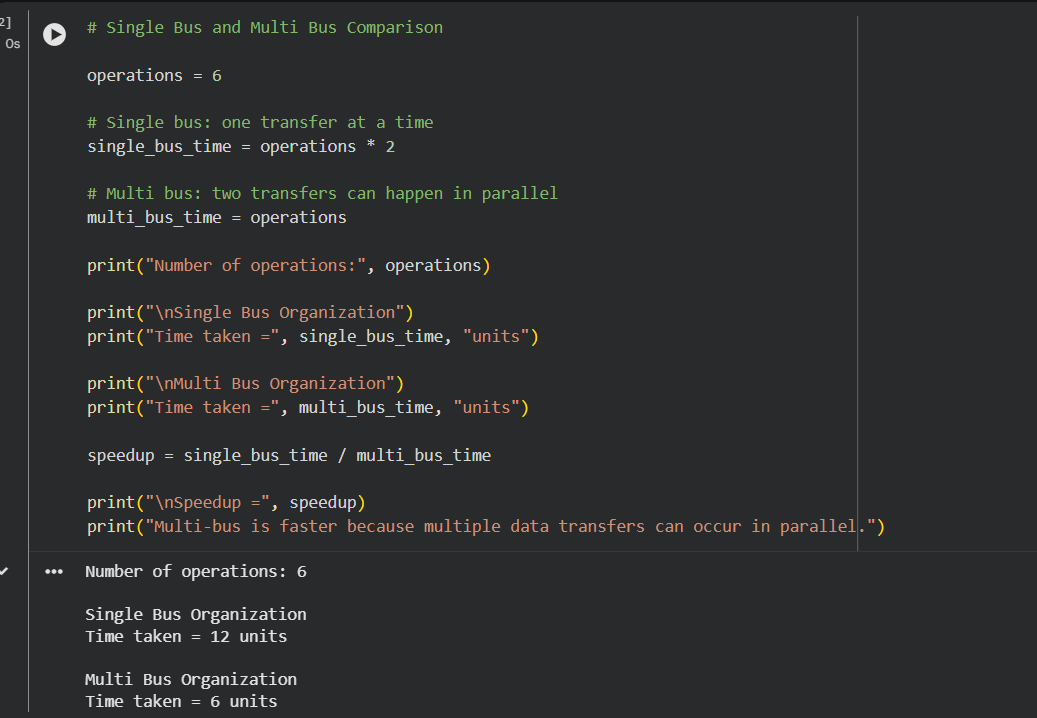 2]
0s
# Single Bus and Multi Bus Comparison
operations = 6
# Single bus: one transfer at a time
single_bus_time = operations * 2
# Multi bus: two transfers can happen in parallel
multi_bus_time = operations
print("Number of operations:", operations)
print("\nSingle Bus Organization")
print("Time taken =", single_bus_time, "units")
print("\nMulti Bus Organization")
print("Time taken =", multi_bus_time, "units")
speedup = single_bus_time / multi_bus_time
print("\nSpeedup =", speedup)
print("Multi-bus is faster because multiple data transfers can occur in parallel.")
Number of operations: 6
Single Bus Organization
Time taken = 12 units
Multi Bus Organization
Time taken = 6 units